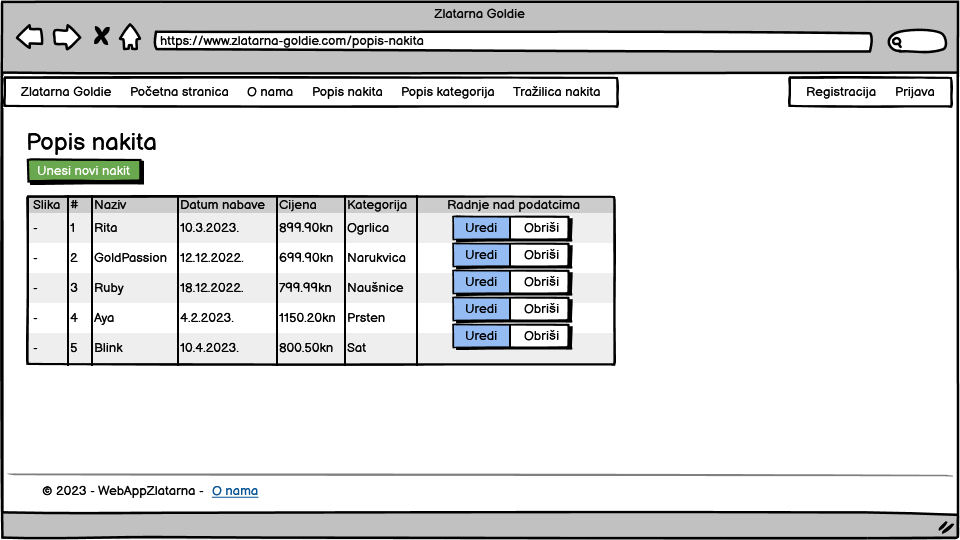 Zlatarna Goldie
https://www.zlatarna-goldie.com/popis-nakita
Zlatarna Goldie Početna stranica O nama Popis nakita Popis kategorija Tražilica nakita Registracija Prijava
Popis nakita
Unesi novi nakit
Slika # Naziv Datum nabave Cijena Kategorija Radnje nad podatcima
- 1 Rita 10.3.2023. 899.90kn Ogrlica Uredi Obriši
- 2 GoldPassion 12.12.2022. 699.90kn Narukvica Uredi Obriši
- 3 Ruby 18.12.2022. 799.99kn Naušnice Uredi Obriši
- 4 Aya 4.2.2023. 1150.20kn Prsten Uredi Obriši
- 5 Blink 10.4.2023. 800.50kn Sat Uredi Obriši
© 2023 - WebAppZlatarna - O nama